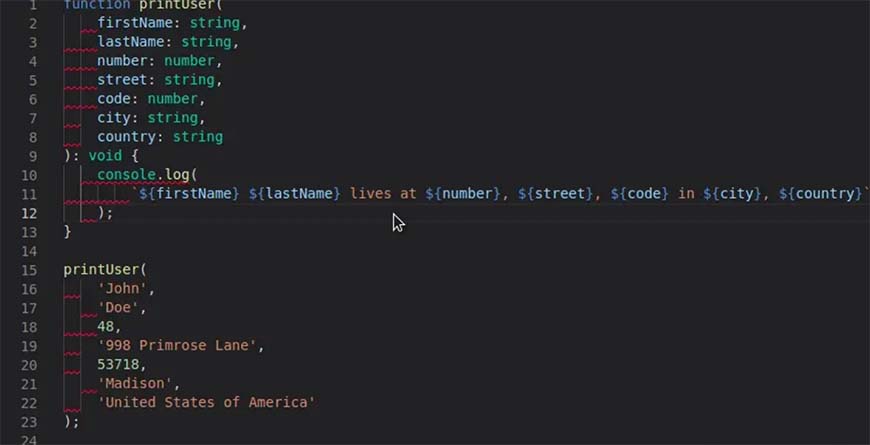 1 function printUser(
2 firstName: string,
3 lastName: string,
4 number: number,
5 street: string,
6 code: number,
7 city: string,
8 country: string
9 ): void {
10 console.log(
11 `${firstName} ${lastName} lives at ${number}, ${street}, ${code} in ${city}, ${country}`
12 );
13 }
14
15 printUser(
16 'John',
17 'Doe',
18 48,
19 '998 Primrose Lane',
20 53718,
21 'Madison',
22 'United States of America'
23 );
24